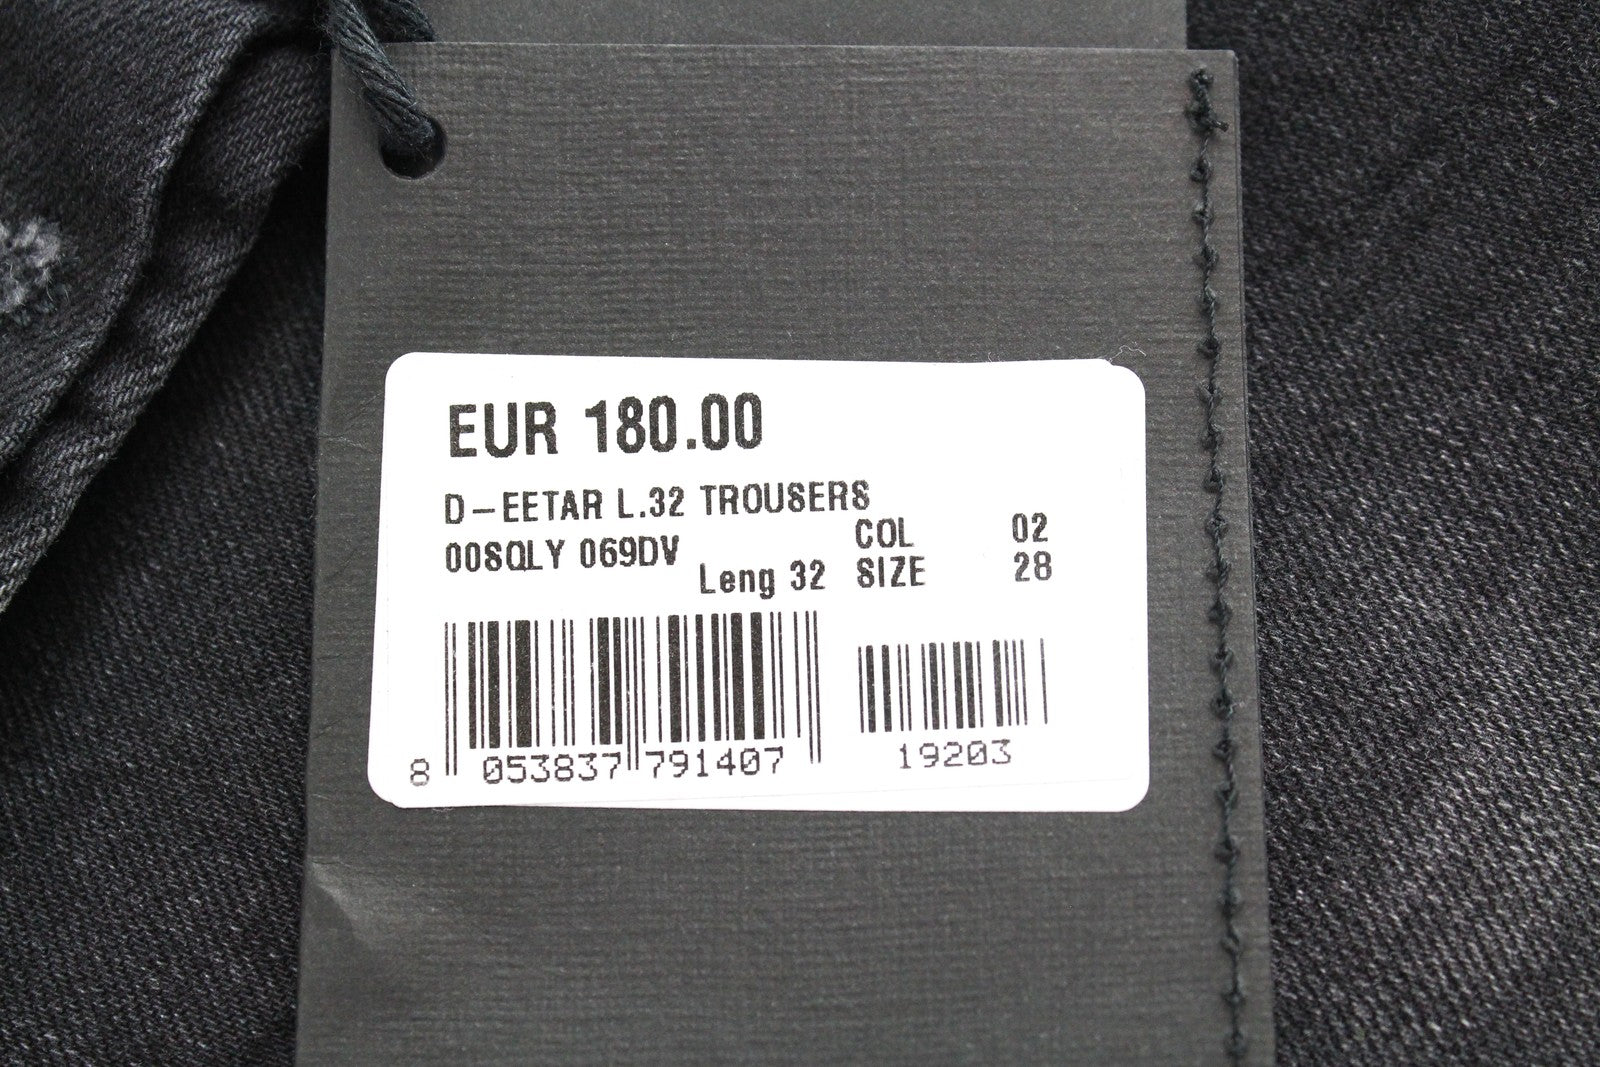 EUR 180.00
D-EETAR L.32 TROUSERS
00SQLY 069DV
COL 02
Leng 32 SIZE 28
8 053837 791407
19203